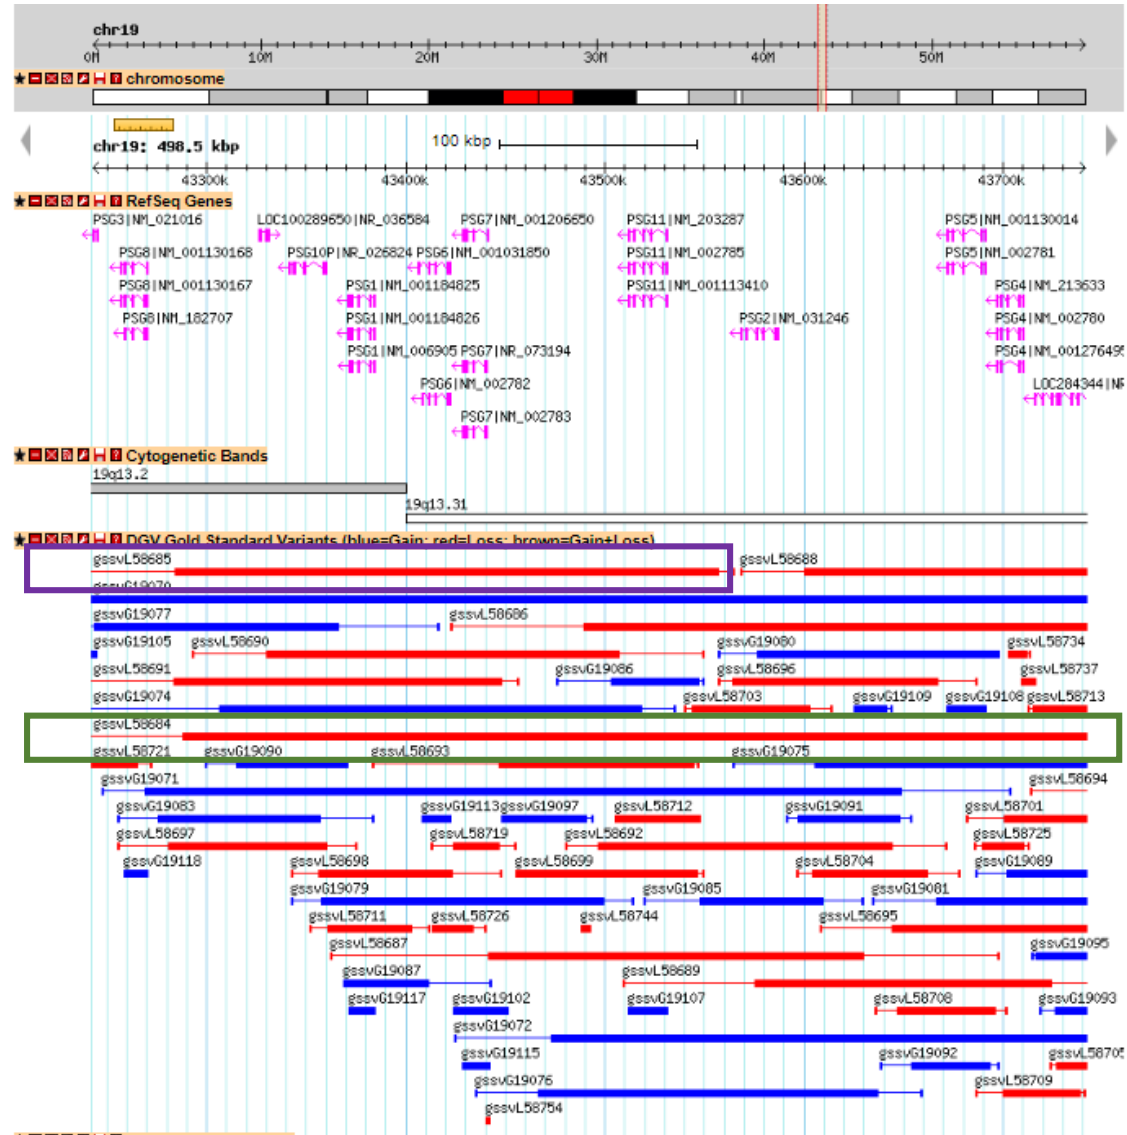 chr19
0M 10M 20M 30M 40M 50M
chromosome
100 kbp
chr19: 498.5 kbp
43300k 43400k 43500k 43600k 43700k
RefSeq Genes
PSG3|NM_021016 LOC100289650|NR_036584 PSG7|NM_001206650 PSG11|NM_203287 PSG5|NM_001130014
PSG8|NM_001130168 PSG10P|NR_026824 PSG6|NM_001031850 PSG11|NM_002785 PSG5|NM_002781
PSG8|NM_001130167 PSG1|NM_001184825 PSG11|NM_001113410 PSG4|NM_213633
PSG8|NM_182707 PSG1|NM_001184826 PSG2|NM_031246 PSG4|NM_002780
PSG1|NM_006905 PSG7|NR_073194 PSG4|NM_001276495
PSG6|NM_002782 LOC284344|NR
PSG7|NM_002783
Cytogenetic Bands
19q13.2
19q13.31
DGV Gold Standard Variants (blue=Gain; red=Loss; brown=Gain+Loss)
gssvL58685 gssvL58688
gssvG19070
gssvG19077 gssvL58686
gssvG19105 gssvL58690 gssvG19080 gssvL58734
gssvL58691 gssvG19086 gssvL58696 gssvL58737
gssvG19074 gssvL58703 gssvG19109 gssvG19108 gssvL58713
gssvL58684
gssvL58721 gssvG19090 gssvL58693 gssvG19075
gssvG19071 gssvL58694
gssvG19083 gssvG19113 gssvG19097 gssvL58712 gssvG19091 gssvL58701
gssvL58697 gssvL58719 gssvL58692 gssvL58725
gssvG19118 gssvL58698 gssvL58699 gssvL58704 gssvG19089
gssvG19079 gssvG19085 gssvG19081
gssvL58711 gssvL58726 gssvL58744 gssvL58695
gssvL58687 gssvG19095
gssvG19087 gssvL58689
gssvG19117 gssvG19102 gssvG19107 gssvL58708 gssvG19093
gssvG19072
gssvG19115 gssvG19092 gssvL58705
gssvG19076 gssvL58709
gssvL58754